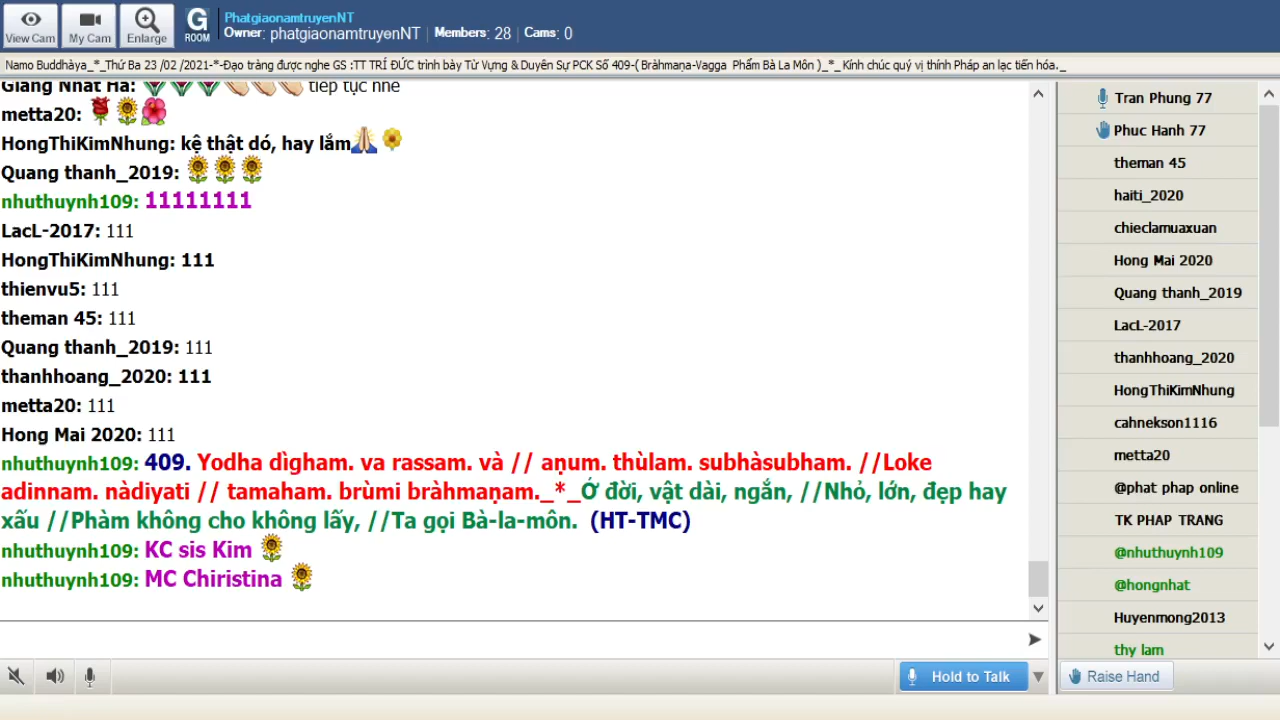 View Cam
My Cam
Enlarge
G
ROOM
PhatgiaonamtruyenNT
Owner: phatgiaonamtruyenNT | Members: 28 | Cams: 0
Namo Buddhàya_*_Thứ Ba 23 /02 /2021-*-Đạo tràng được nghe GS :TT TRÍ ĐỨC trình bày Từ Vựng & Duyên Sự PCK Số 409-( Bràhmaṇa-Vagga Phẩm Bà La Môn )_*_ Kính chúc quý vị thính Pháp an lạc tiến hóa._
Giang Nhat Ha: tiếp tục nhé
metta20:
HongThiKimNhung: kệ thật dó, hay lắm
Quang thanh_2019:
nhuthuynh109: 11111111
LacL-2017: 111
HongThiKimNhung: 111
thienvu5: 111
theman 45: 111
Quang thanh_2019: 111
thanhhoang_2020: 111
metta20: 111
Hong Mai 2020: 111
nhuthuynh109: 409. Yodha dìgham. va rassam. và // aṇum. thùlam. subhàsubham. //Loke
adinnam. nàdiyati // tamaham. brùmi bràhmaṇam._*_Ở đời, vật dài, ngắn, //Nhỏ, lớn, đẹp hay
xấu //Phàm không cho không lấy, //Ta gọi Bà-la-môn. (HT-TMC)
nhuthuynh109: KC sis Kim
nhuthuynh109: MC Chiristina
Tran Phung 77
Phuc Hanh 77
theman 45
haiti_2020
chieclamuaxuan
Hong Mai 2020
Quang thanh_2019
LacL-2017
thanhhoang_2020
HongThiKimNhung
cahnekson1116
metta20
@phat phap online
TK PHAP TRANG
@nhuthuynh109
@hongnhat
Huyenmong2013
thy lam
Hold to Talk
Raise Hand